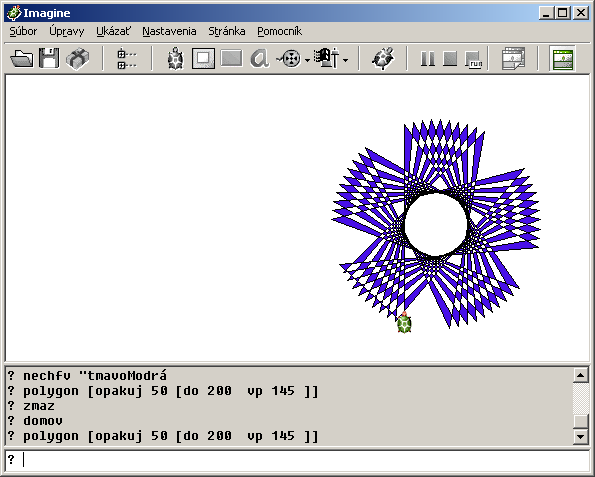 Imagine
Súbor Úpravy Ukázať Nastavenia Stránka Pomocník
a
run
? nechfv "tmavoModrá
? polygon [opakuj 50 [do 200 vp 145 ]]
? zmaz
? domov
? polygon [opakuj 50 [do 200 vp 145 ]]
?